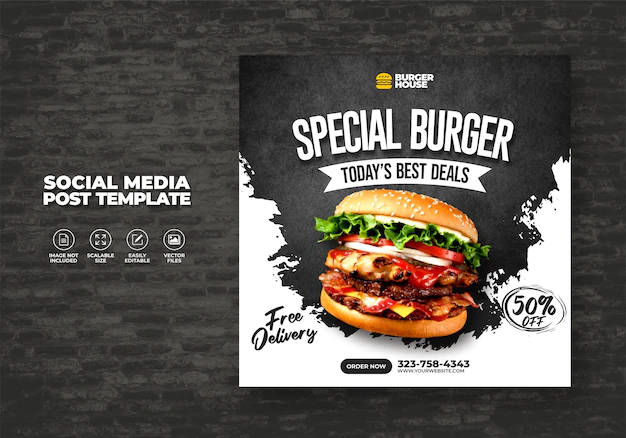 SOCIAL MEDIA
POST TEMPLATE
IMAGE NOT
INCLUDED
SCALABLE
SIZE
EASILY
EDITABLE
VECTOR
FILES
BURGER
HOUSE
SPECIAL BURGER
TODAY'S BEST DEALS
Free
Delivery
50%
OFF
ORDER NOW
323-758-4343
WWW.YOURWEBSITE.COM